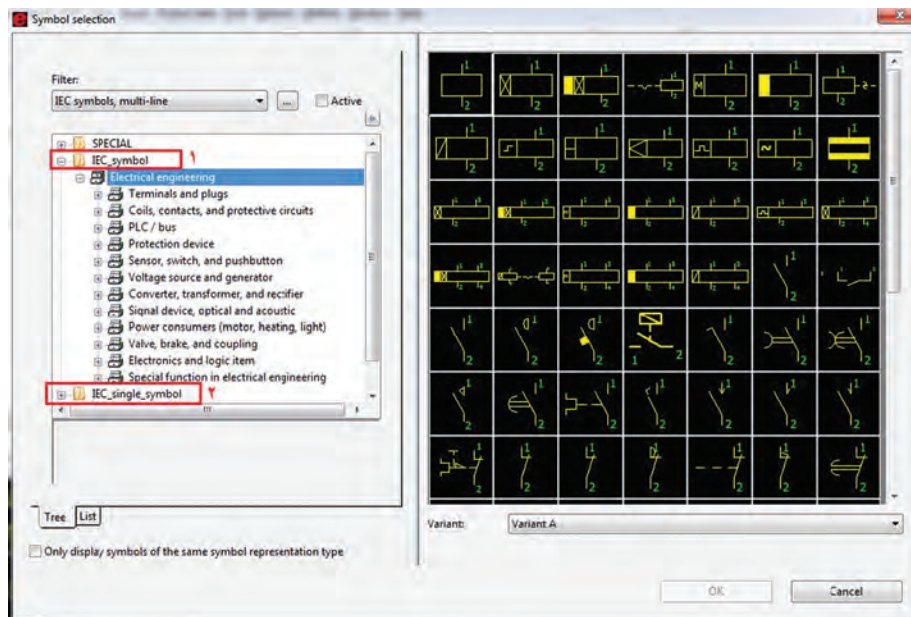 Symbol selection
Filter:
IEC symbols, multi-line
...
Active
SPECIAL
IEC_symbol
۱
Electrical engineering
Terminals and plugs
Coils, contacts, and protective circuits
PLC / bus
Protection device
Sensor, switch, and pushbutton
Voltage source and generator
Converter, transformer, and rectifier
Signal device, optical and acoustic
Power consumers (motor, heating, light)
Valve, brake, and coupling
Electronics and logic item
Special function in electrical engineering
IEC_single_symbol
۲
Tree
List
Only display symbols of the same symbol representation type
Variant:
Variant A
OK
Cancel